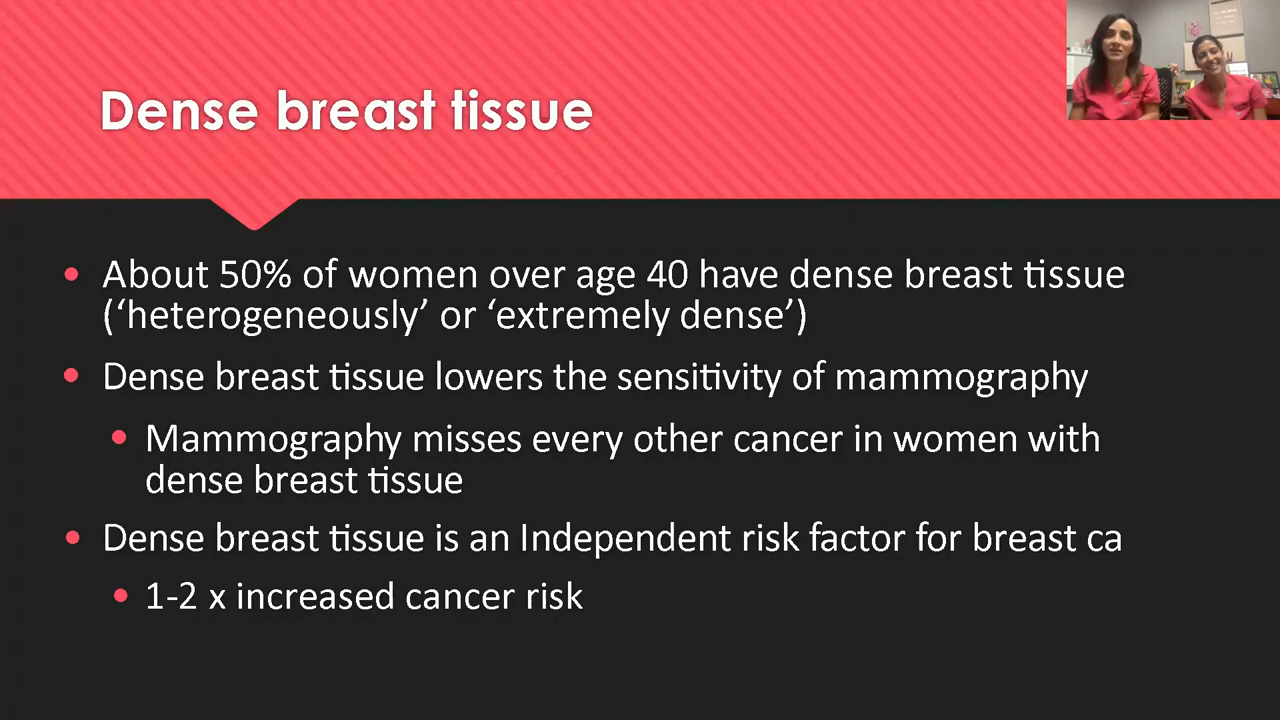 Dense breast tissue
• About 50% of women over age 40 have dense breast tissue
(‘heterogeneously’ or ‘extremely dense’)
• Dense breast tissue lowers the sensitivity of mammography
• Mammography misses every other cancer in women with
dense breast tissue
• Dense breast tissue is an Independent risk factor for breast ca
• 1-2 x increased cancer risk